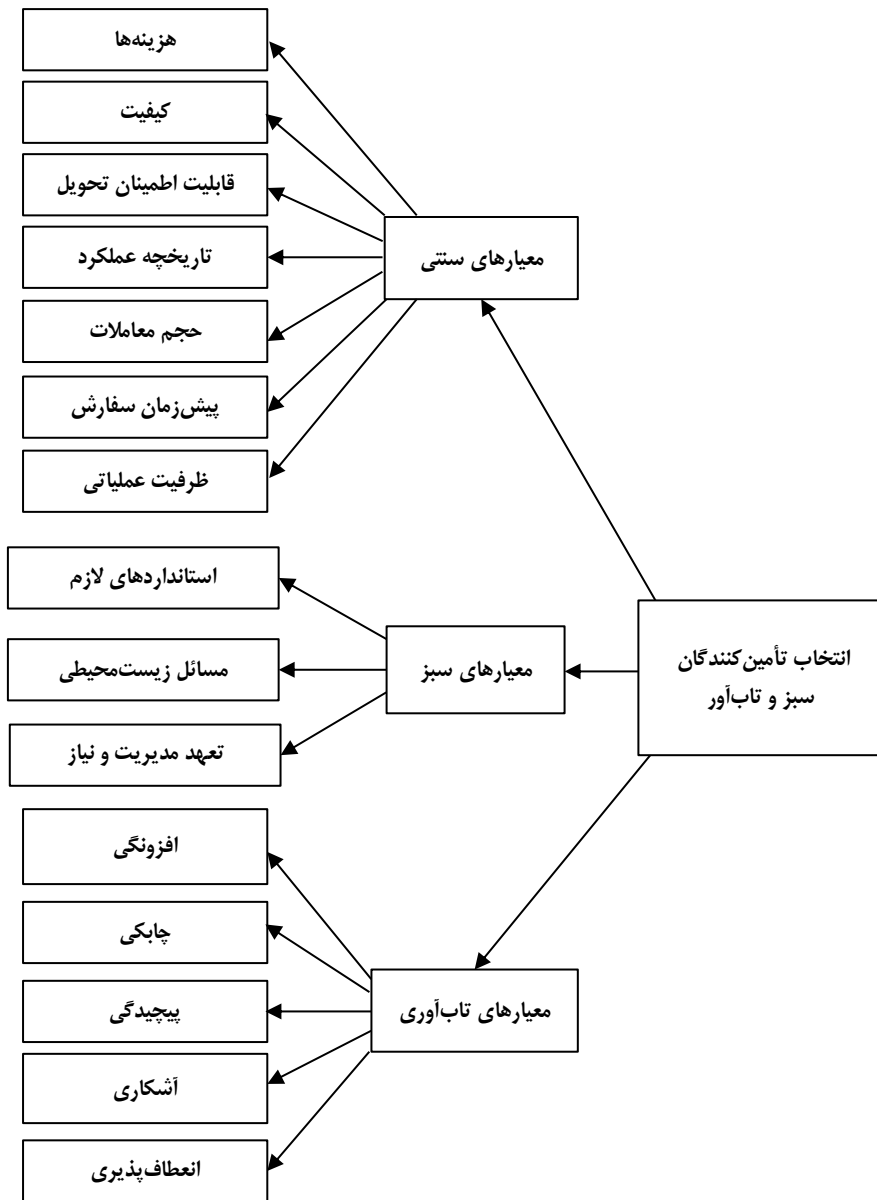 انتخاب تأمین‌کنندگان
سبز و تاب‌آور
معیارهای سنتی
هزینه‌ها
کیفیت
قابلیت اطمینان تحویل
تاریخچه عملکرد
حجم معاملات
پیش‌زمان سفارش
ظرفیت عملیاتی
معیارهای سبز
استانداردهای لازم
مسائل زیست‌محیطی
تعهد مدیریت و نیاز
معیارهای تاب‌آوری
افزونگی
چابکی
پیچیدگی
آشکاری
انعطاف‌پذیری